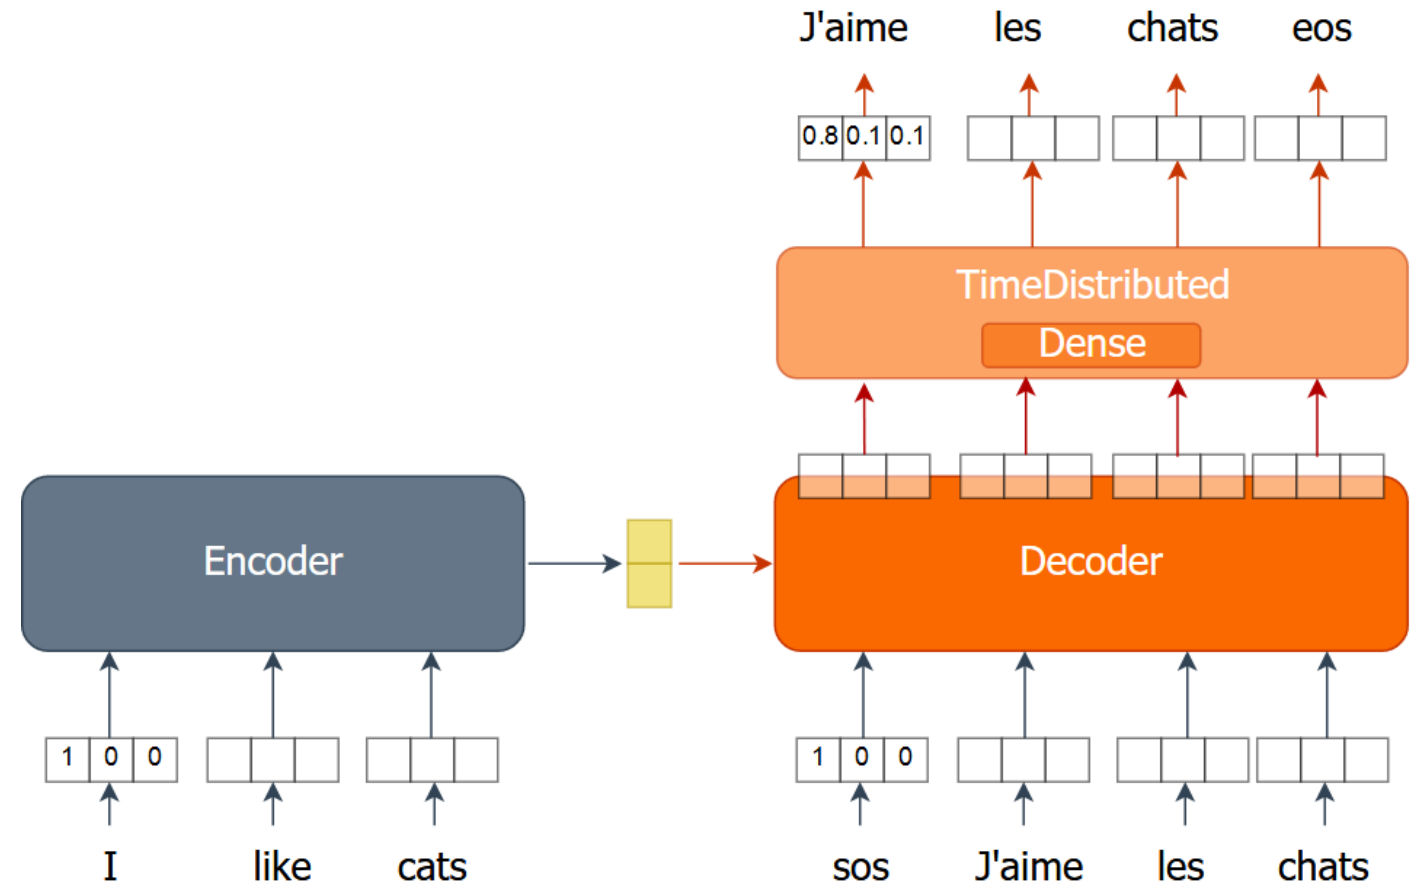 J'aime les chats eos
0.8 0.1 0.1
TimeDistributed
Dense
Encoder
Decoder
1 0 0
1 0 0
I like cats
sos J'aime les chats